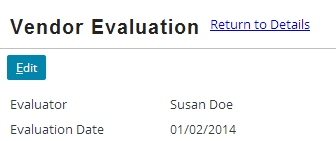 Vendor Evaluation Return to Details
Edit
Evaluator Susan Doe
Evaluation Date 01/02/2014